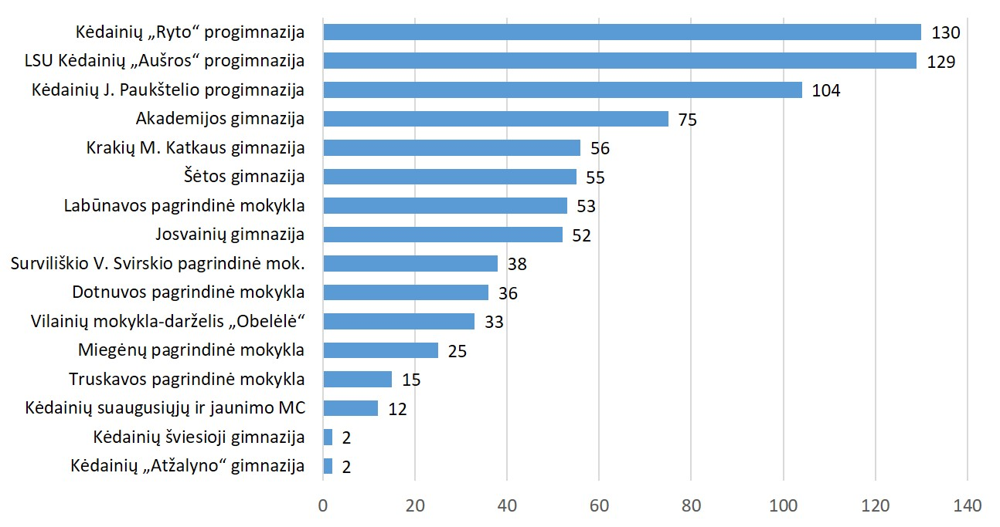 Kėdainių „Ryto“ progimnazija 130
LSU Kėdainių „Aušros“ progimnazija 129
Kėdainių J. Paukštelio progimnazija 104
Akademijos gimnazija 75
Krakių M. Katkaus gimnazija 56
Šėtos gimnazija 55
Labūnavos pagrindinė mokykla 53
Josvainių gimnazija 52
Surviliškio V. Svirskio pagrindinė mok. 38
Dotnuvos pagrindinė mokykla 36
Vilainių mokykla-darželis „Obelėlė“ 33
Miegėnų pagrindinė mokykla 25
Truskavos pagrindinė mokykla 15
Kėdainių suaugusiųjų ir jaunimo MC 12
Kėdainių šviesioji gimnazija 2
Kėdainių „Atžalyno“ gimnazija 2
0 20 40 60 80 100 120 140